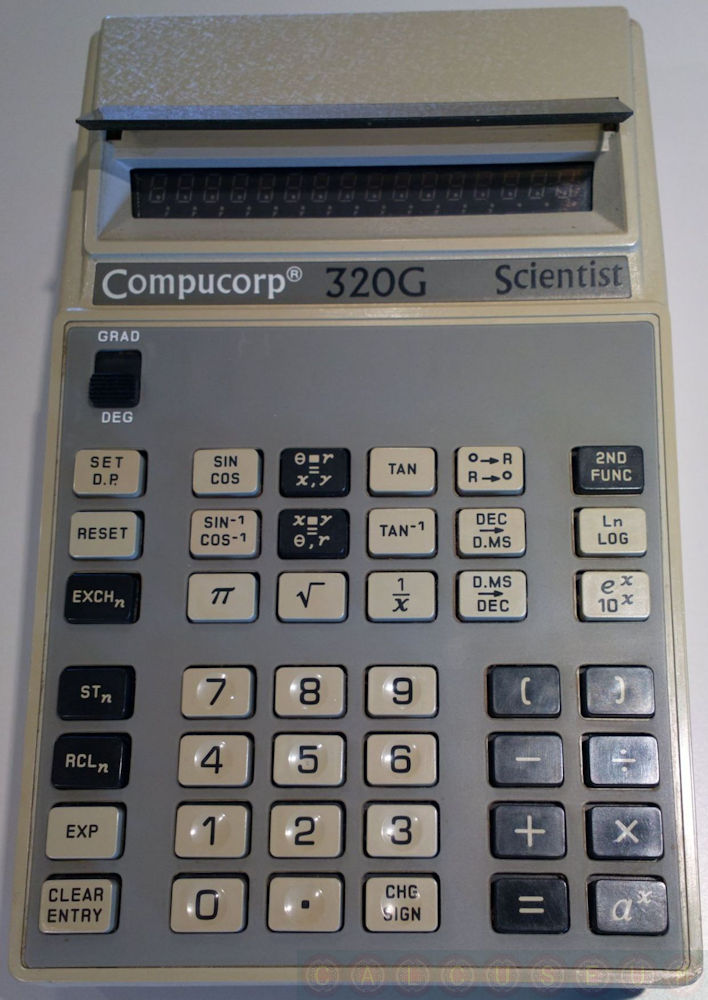 Compucorp® 320G Scientist
GRAD
DEG
SET
D.P.
SIN
COS
θ■r
=
x,y
TAN
O→R
R→O
2ND
FUNC
RESET
SIN⁻¹
COS⁻¹
x■y
=
θ,r
TAN⁻¹
DEC
→
D.MS
Ln
LOG
EXCHn
π
√
1
x
D.MS
→
DEC
eˣ
10ˣ
STn
7
8
9
(
)
RCLn
4
5
6
−
÷
EXP
1
2
3
+
×
CLEAR
ENTRY
0
.
CHG
SIGN
=
aˣ
CALCUSEUM